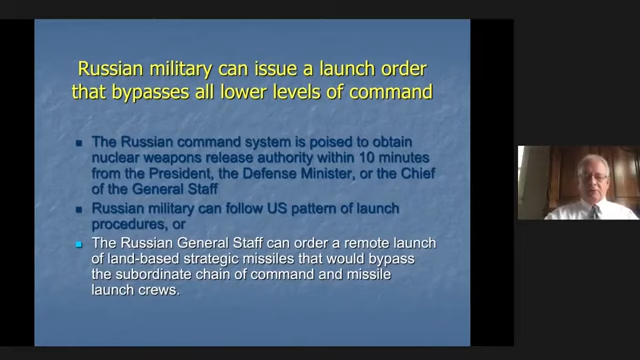 Russian military can issue a launch order
that bypasses all lower levels of command
The Russian command system is poised to obtain
nuclear weapons release authority within 10 minutes
from the President, the Defense Minister, or the Chief
of the General Staff
Russian military can follow US pattern of launch
procedures, or
The Russian General Staff can order a remote launch
of land-based strategic missiles that would bypass
the subordinate chain of command and missile
launch crews.